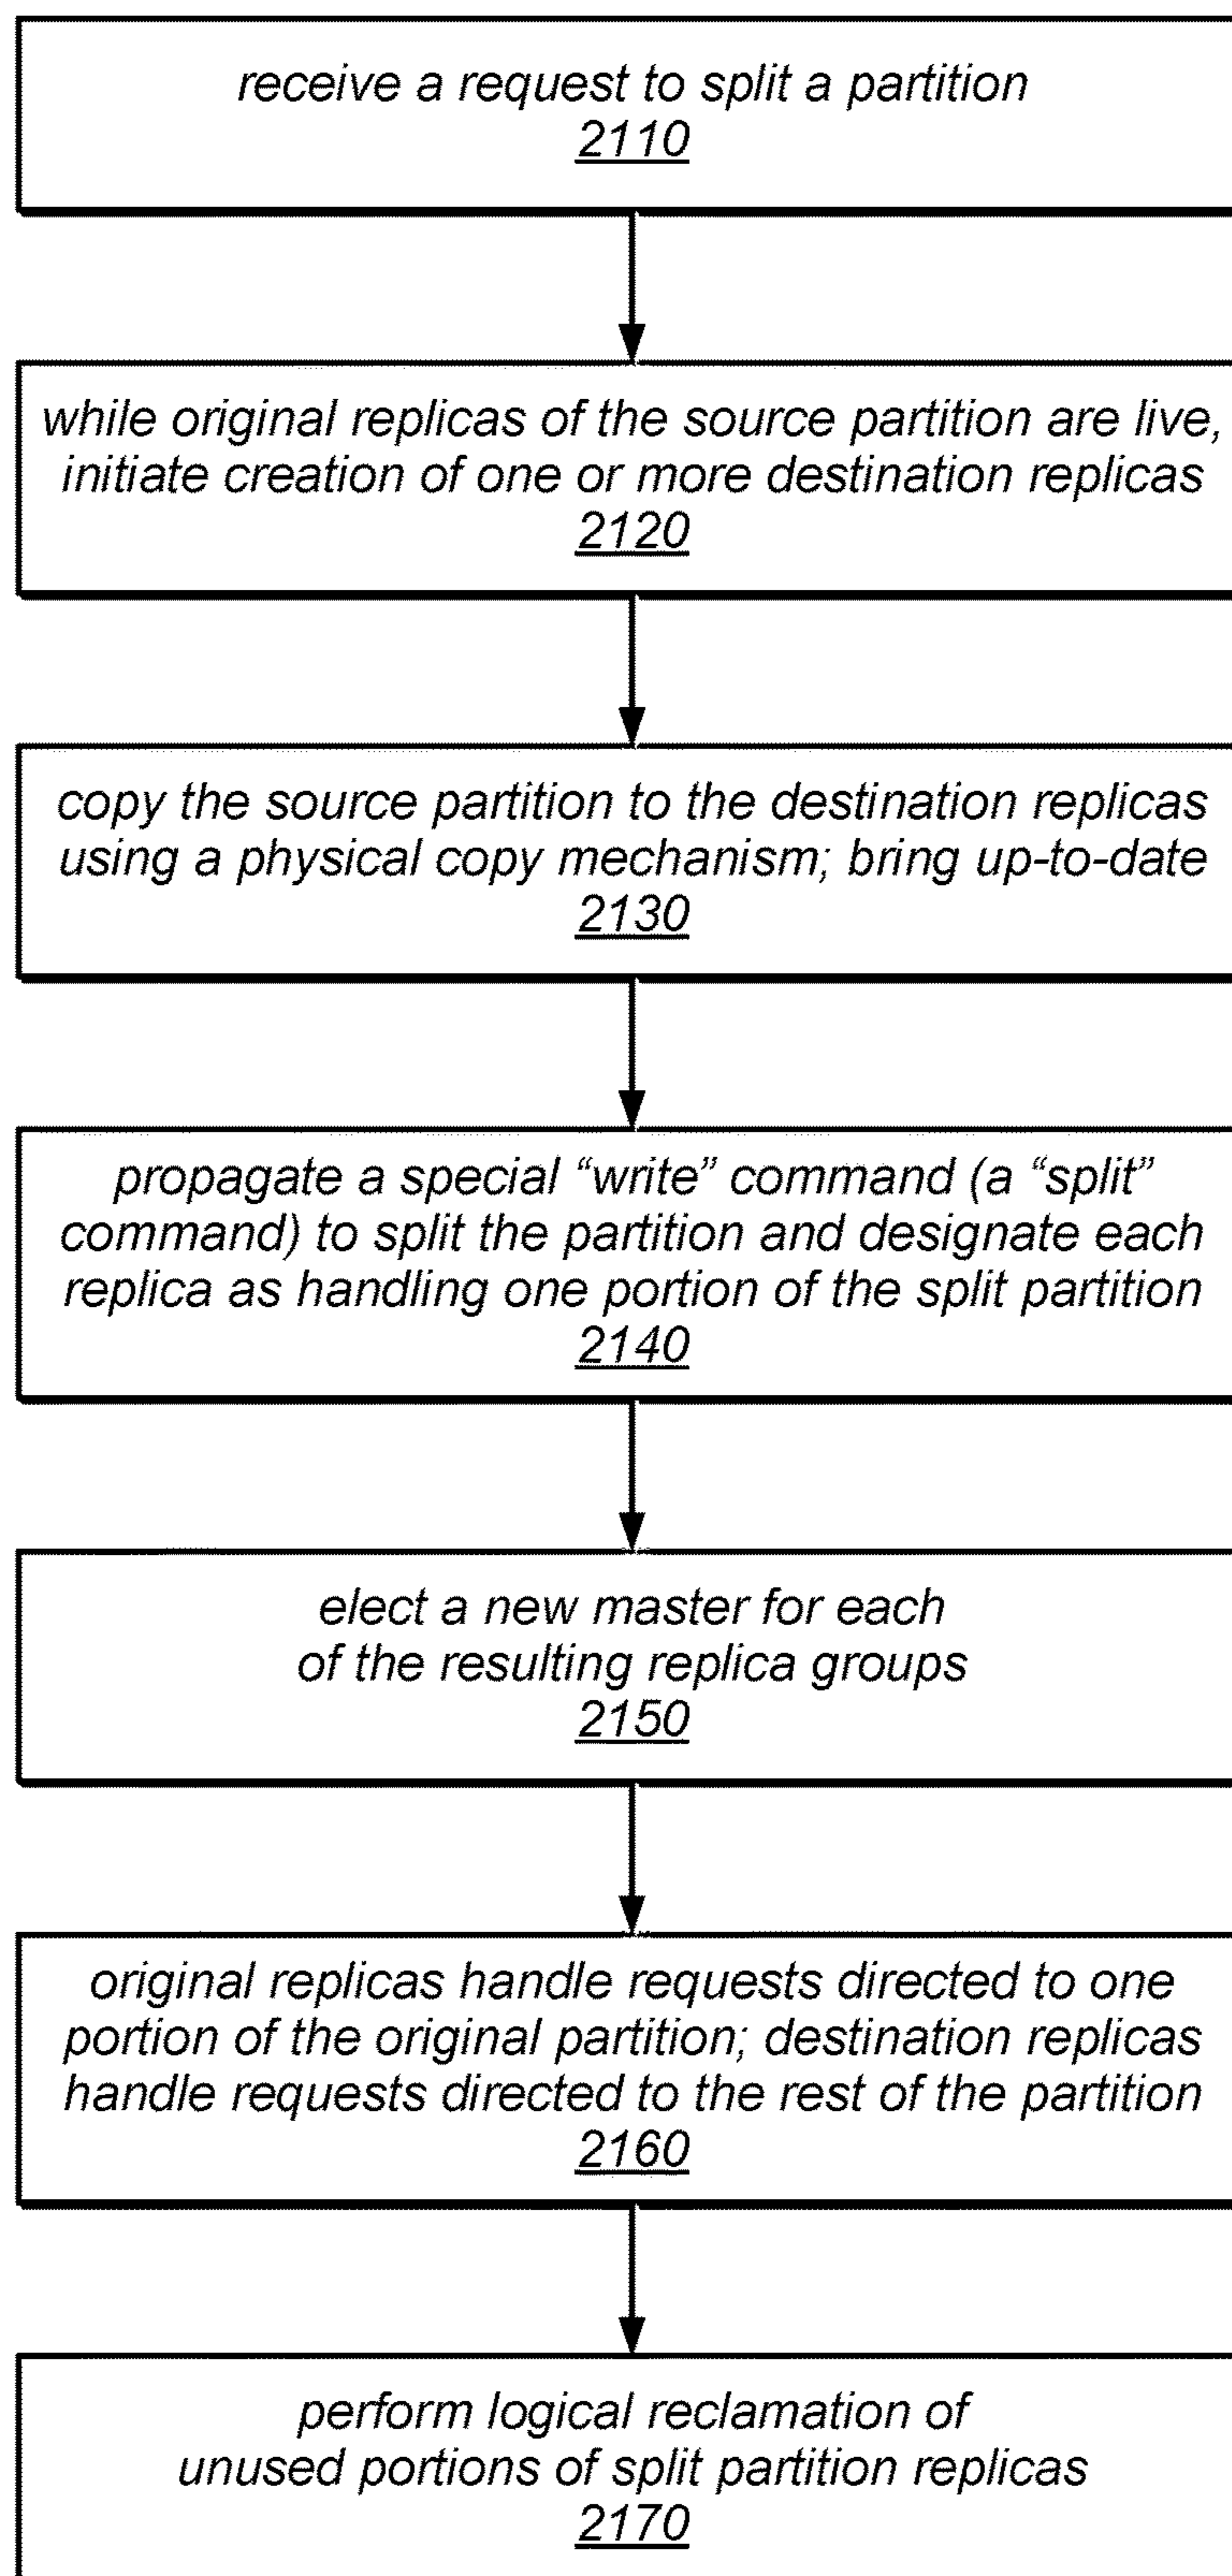 receive a request to split a partition
2110
while original replicas of the source partition are live,
initiate creation of one or more destination replicas
2120
copy the source partition to the destination replicas
using a physical copy mechanism; bring up-to-date
2130
propagate a special “write” command (a “split”
command) to split the partition and designate each
replica as handling one portion of the split partition
2140
elect a new master for each
of the resulting replica groups
2150
original replicas handle requests directed to one
portion of the original partition; destination replicas
handle requests directed to the rest of the partition
2160
perform logical reclamation of
unused portions of split partition replicas
2170